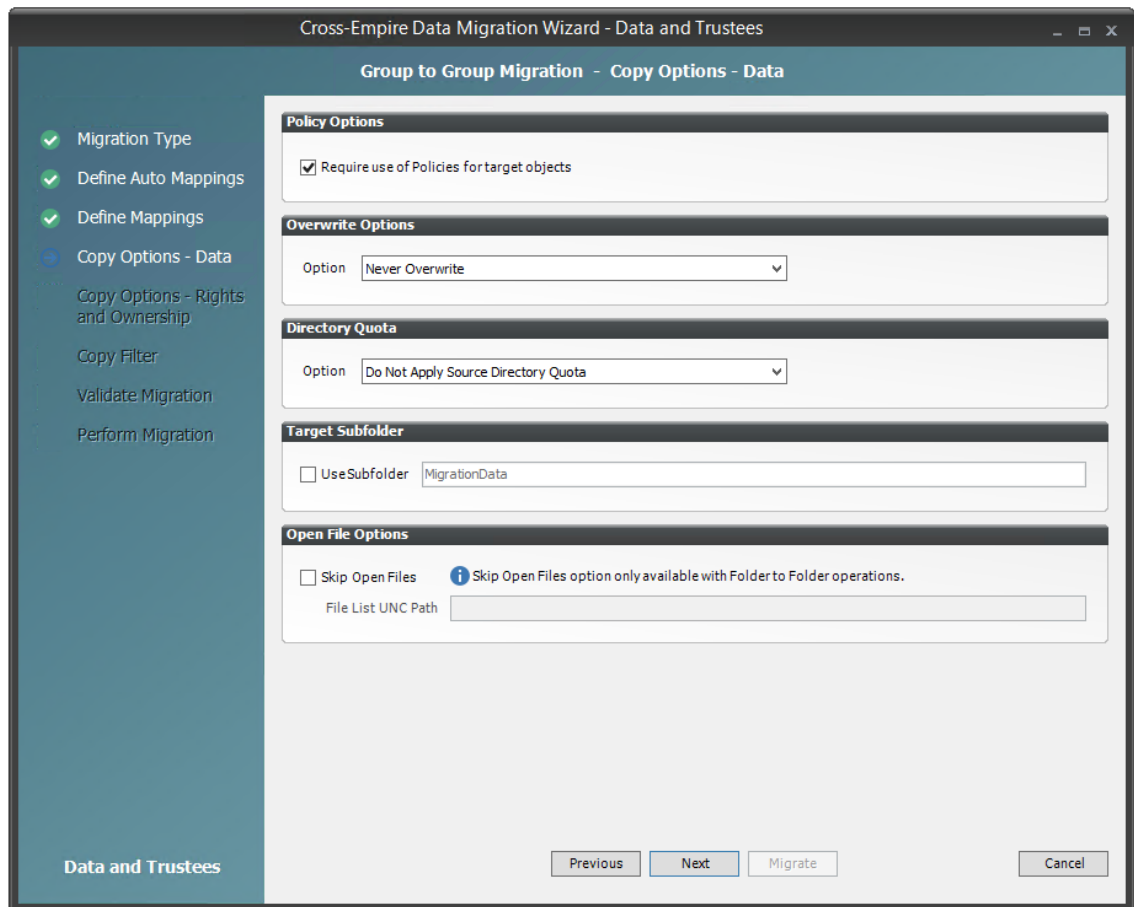 Cross-Empire Data Migration Wizard - Data and Trustees
Group to Group Migration - Copy Options - Data
Migration Type
Define Auto Mappings
Define Mappings
Copy Options - Data
Copy Options - Rights
and Ownership
Copy Filter
Validate Migration
Perform Migration
Data and Trustees
Policy Options
Require use of Policies for target objects
Overwrite Options
Option Never Overwrite
Directory Quota
Option Do Not Apply Source Directory Quota
Target Subfolder
Use Subfolder MigrationData
Open File Options
Skip Open Files Skip Open Files option only available with Folder to Folder operations.
File List UNC Path
Previous Next Migrate Cancel